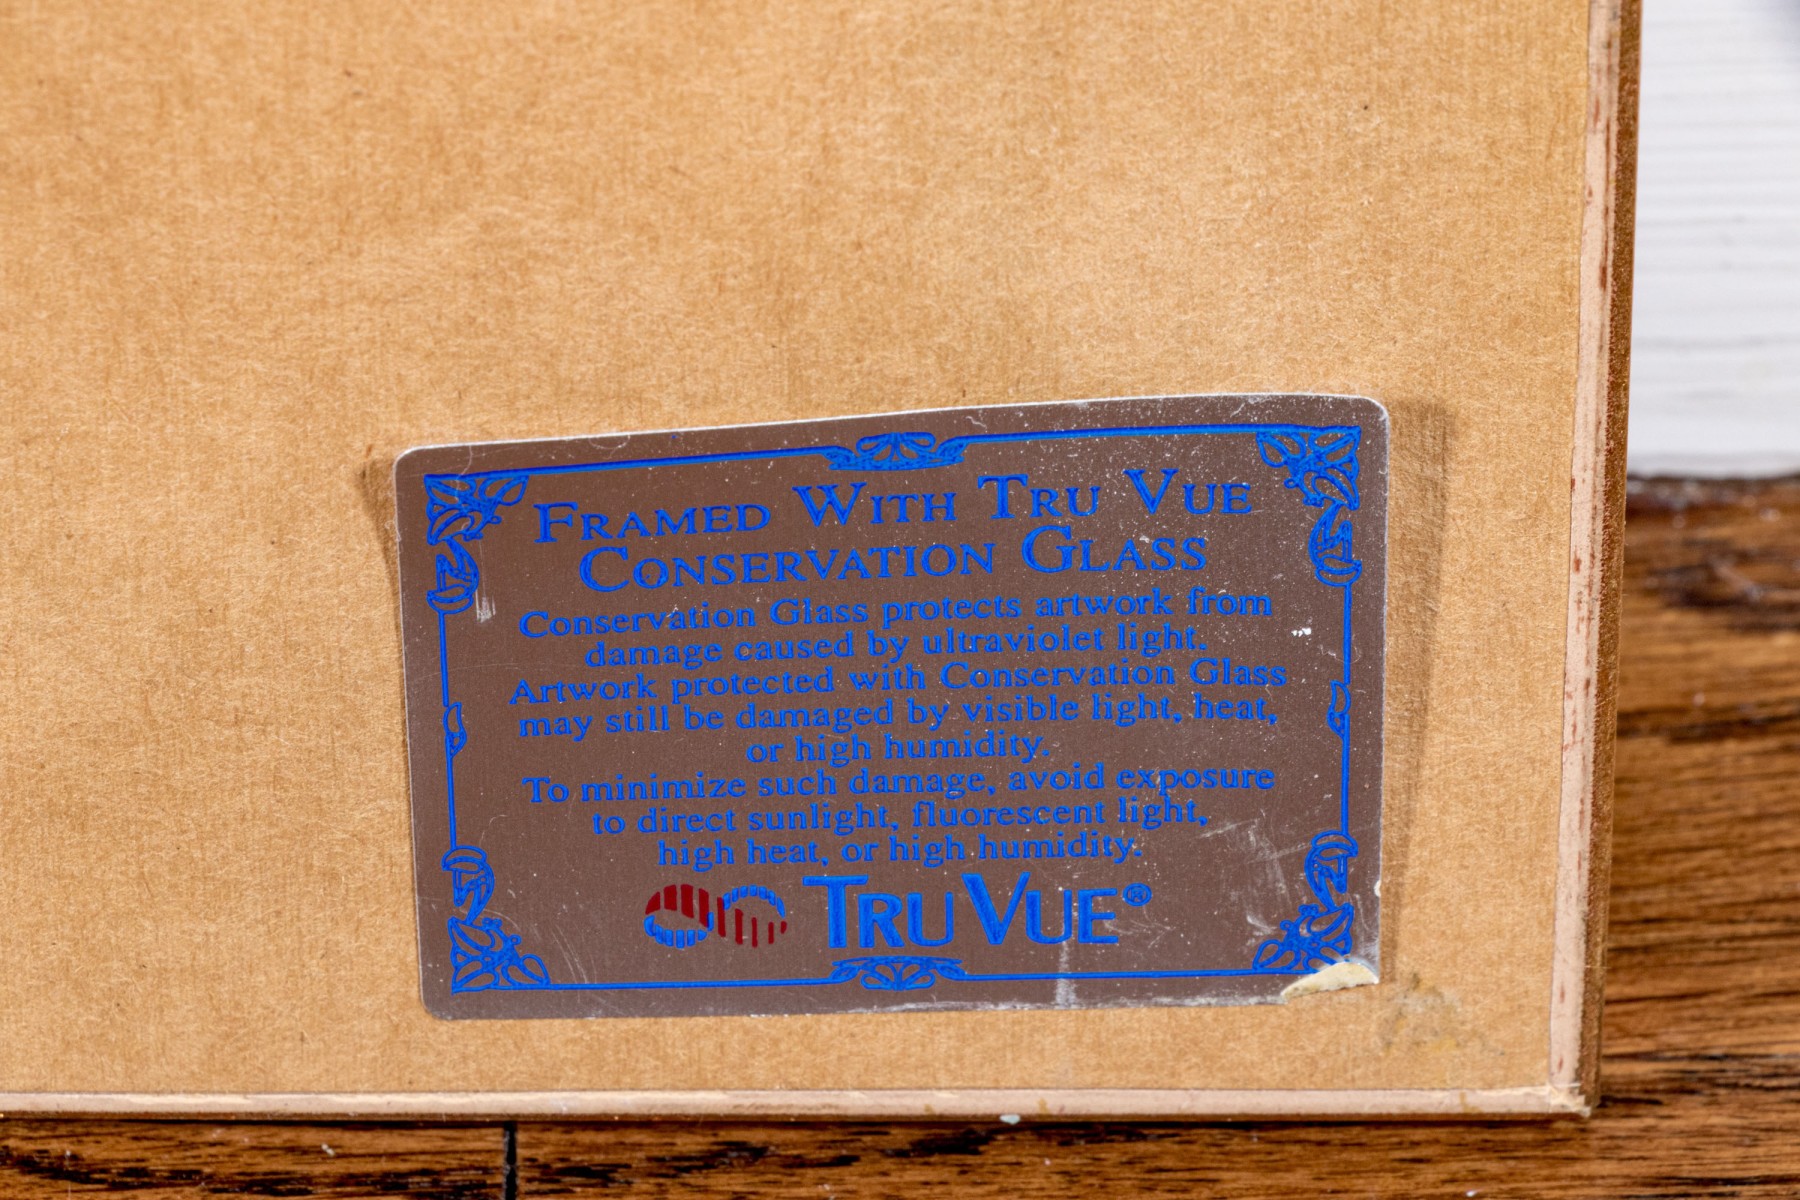 FRAMED WITH TRU VUE
CONSERVATION GLASS
Conservation Glass protects artwork from
damage caused by ultraviolet light.
Artwork protected with Conservation Glass
may still be damaged by visible light, heat,
or high humidity.
To minimize such damage, avoid exposure
to direct sunlight, fluorescent light,
high heat, or high humidity.
TRUVUE®